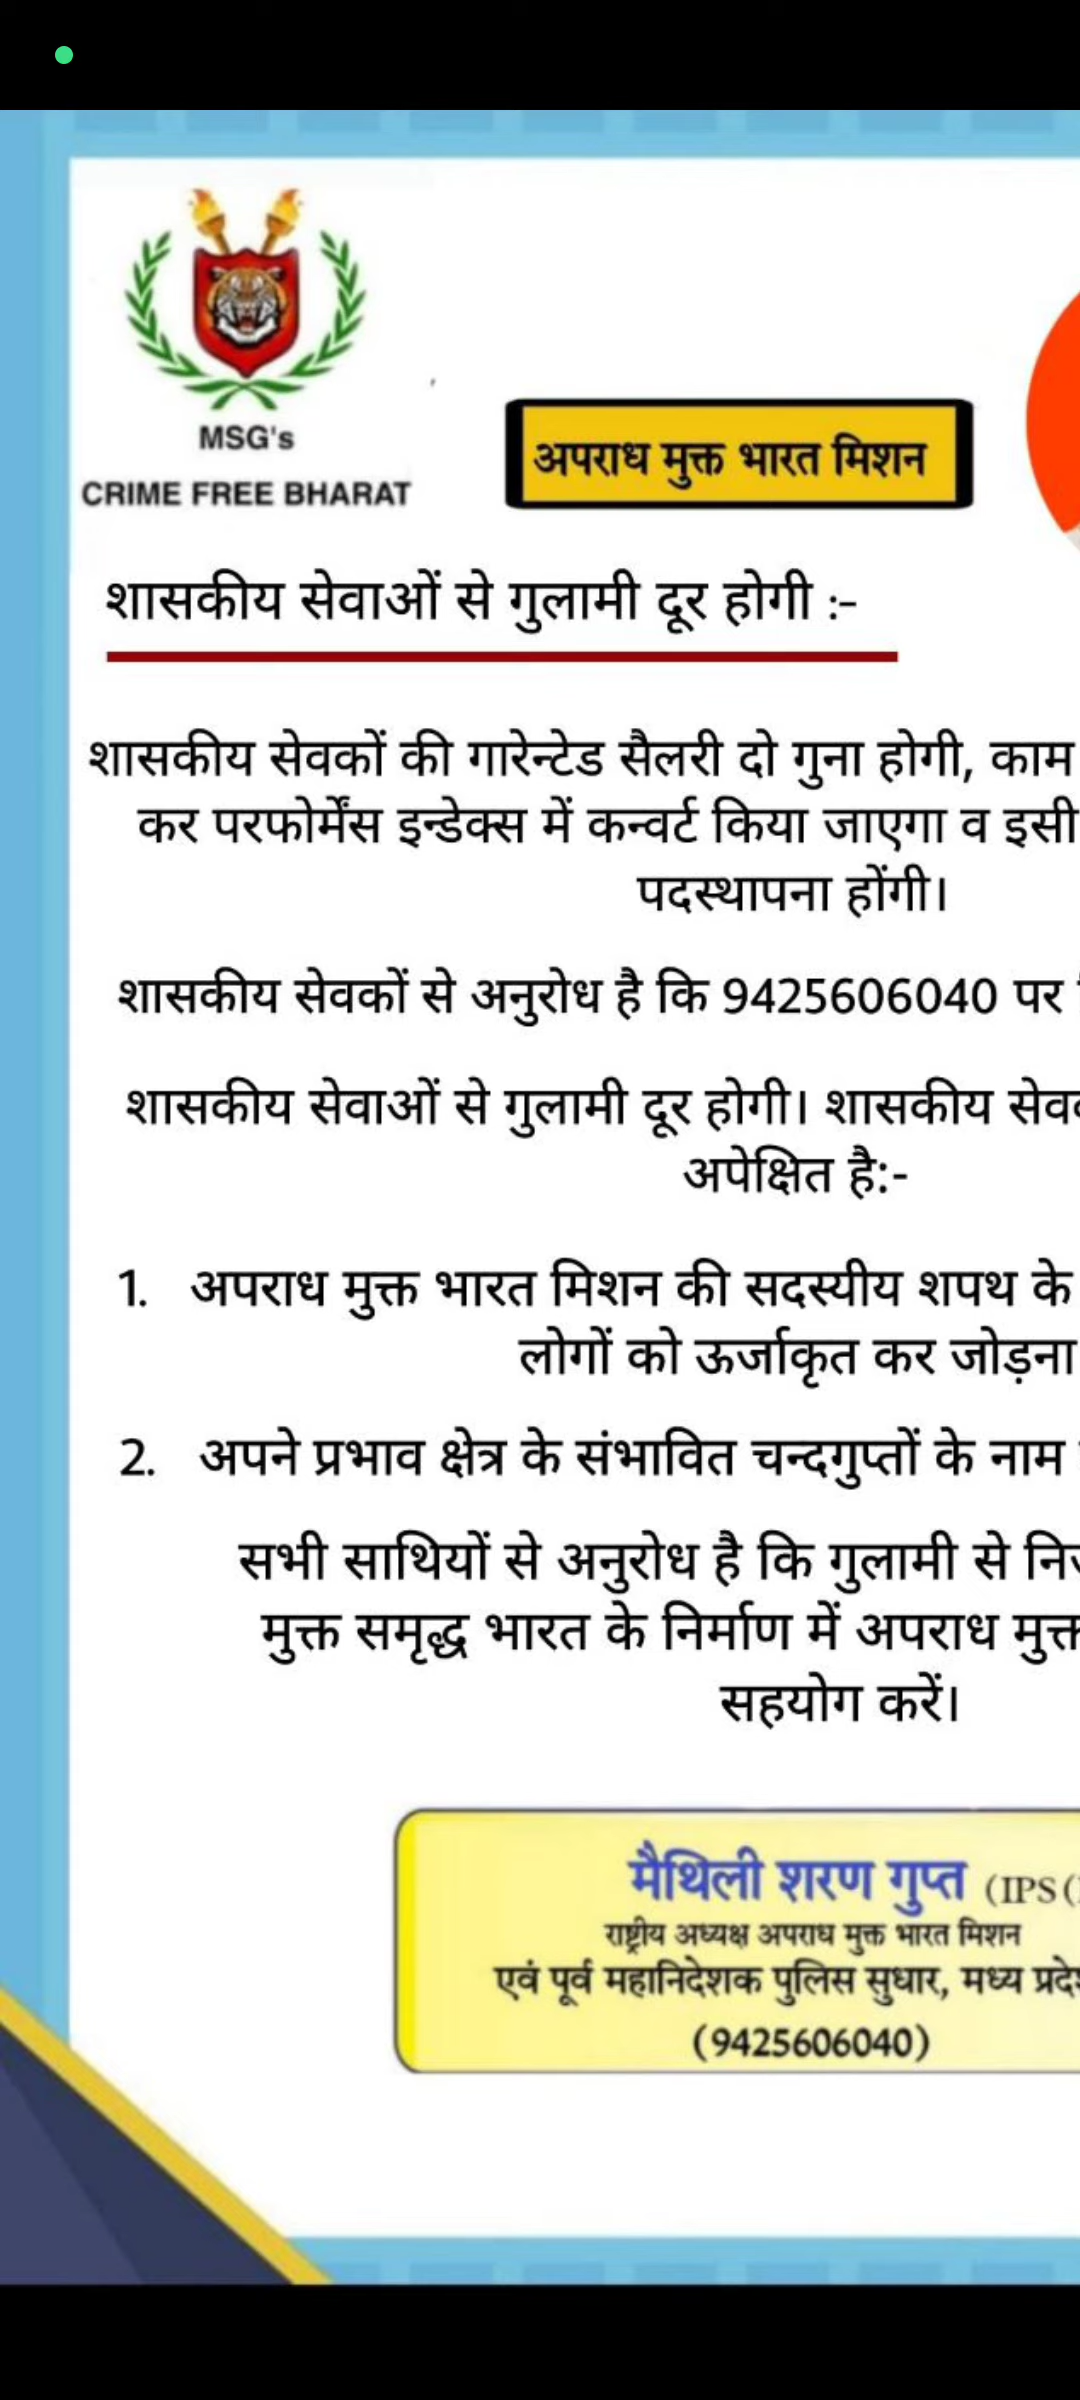 MSG's
CRIME FREE BHARAT
अपराध मुक्त भारत मिशन
शासकीय सेवाओं से गुलामी दूर होगी :-
शासकीय सेवकों की गारेन्टेड सैलरी दो गुना होगी, काम
कर परफोर्मेंस इन्डेक्स में कन्वर्ट किया जाएगा व इसी
पदस्थापना होंगी।
शासकीय सेवकों से अनुरोध है कि 9425606040 पर
शासकीय सेवाओं से गुलामी दूर होगी। शासकीय
अपेक्षित है:-
1. अपराध मुक्त भारत मिशन की सदस्यीय शपथ के
लोगों को ऊर्जाकृत कर जोड़ना
2. अपने प्रभाव क्षेत्र के संभावित चन्दगुप्तों के नाम
सभी साथियों से अनुरोध है कि गुलामी से
मुक्त समृद्ध भारत के निर्माण में अपराध मुक्त
सहयोग करें।
मैथिली शरण गुप्त (IPS
राष्ट्रीय अध्यक्ष अपराध मुक्त भारत मिशन
एवं पूर्व महानिदेशक पुलिस सुधार, मध्य
(9425606040)